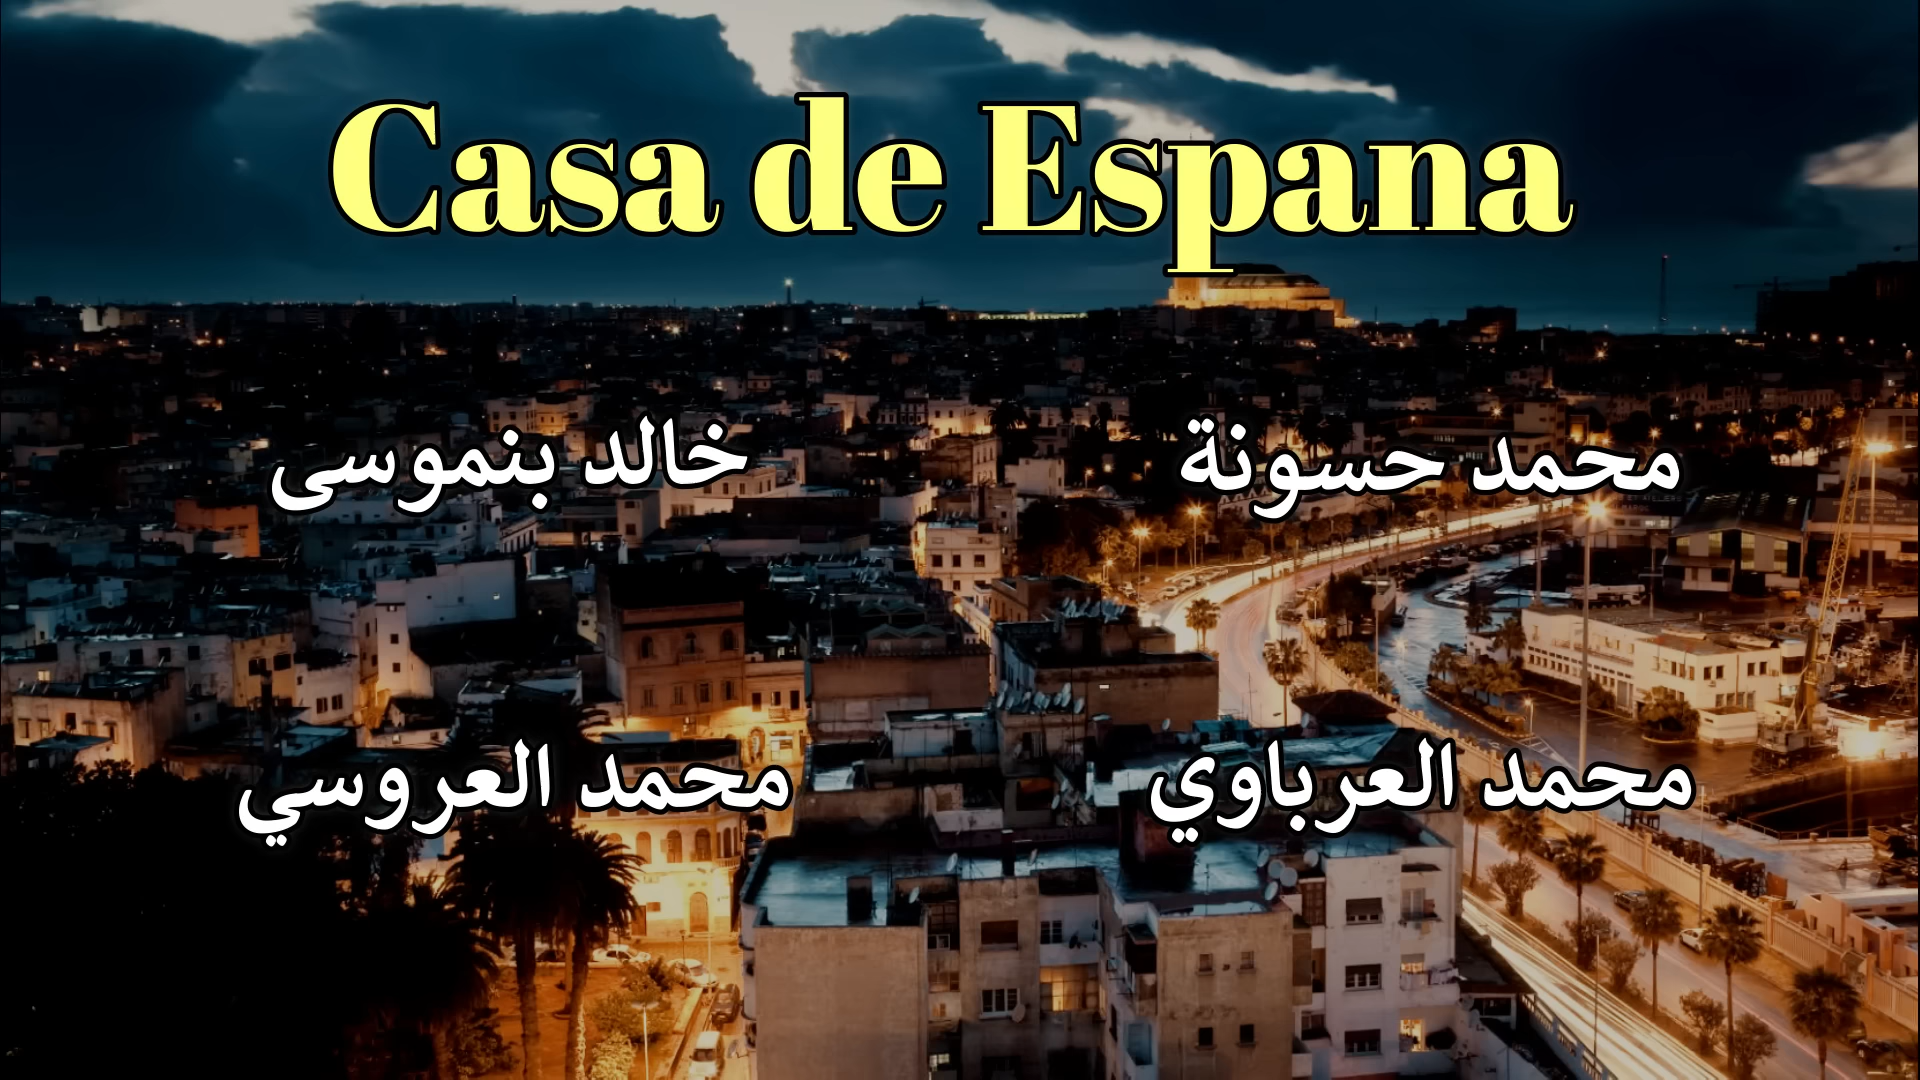 Casa de Espana
محمد حسونة
خالد بنموسى
محمد العرباوي
محمد العروسي